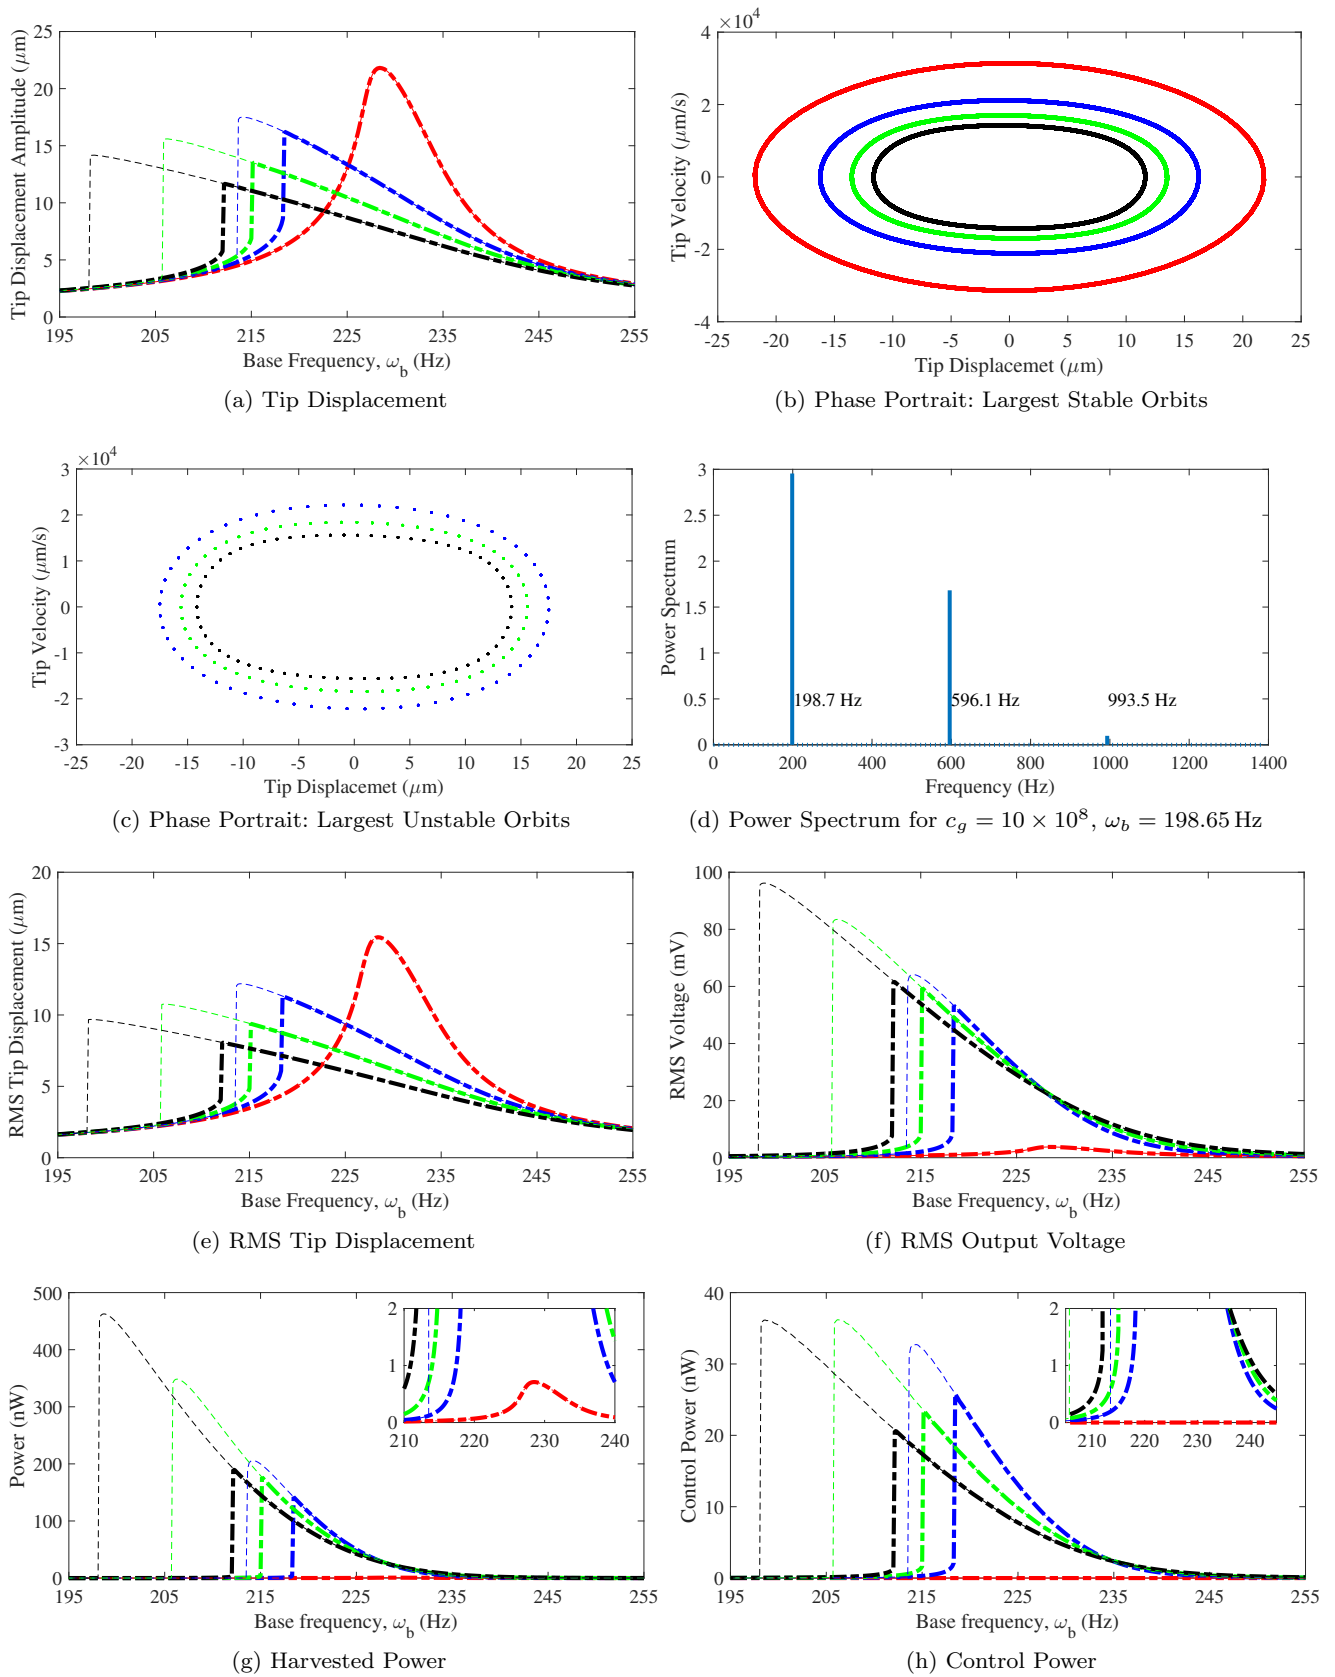 25
20
15
10
5
0
195 205 215 225 235 245 255
Tip Displacement Amplitude (μm)
Base Frequency, ω_b (Hz)
(a) Tip Displacement
×10^4
4
2
0
-2
-4
-25 -20 -15 -10 -5 0 5 10 15 20 25
Tip Velocity (μm/s)
Tip Displacemet (μm)
(b) Phase Portrait: Largest Stable Orbits
×10^4
3
2
1
0
-1
-2
-3
-25 -20 -15 -10 -5 0 5 10 15 20 25
Tip Velocity (μm/s)
Tip Displacemet (μm)
(c) Phase Portrait: Largest Unstable Orbits
3
2.5
2
1.5
1
0.5
0
0 200 400 600 800 1000 1200 1400
198.7 Hz
596.1 Hz
993.5 Hz
Power Spectrum
Frequency (Hz)
(d) Power Spectrum for c_g = 10 × 10^8, ω_b = 198.65 Hz
20
15
10
5
0
195 205 215 225 235 245 255
RMS Tip Displacement (μm)
Base Frequency, ω_b (Hz)
(e) RMS Tip Displacement
100
80
60
40
20
0
195 205 215 225 235 245 255
RMS Voltage (mV)
Base Frequency, ω_b (Hz)
(f) RMS Output Voltage
500
400
300
200
100
0
195 205 215 225 235 245 255
2
1
0
210 220 230 240
Power (nW)
Base frequency, ω_b (Hz)
(g) Harvested Power
40
30
20
10
0
195 205 215 225 235 245 255
2
1
0
210 220 230 240
Control Power (nW)
Base frequency, ω_b (Hz)
(h) Control Power